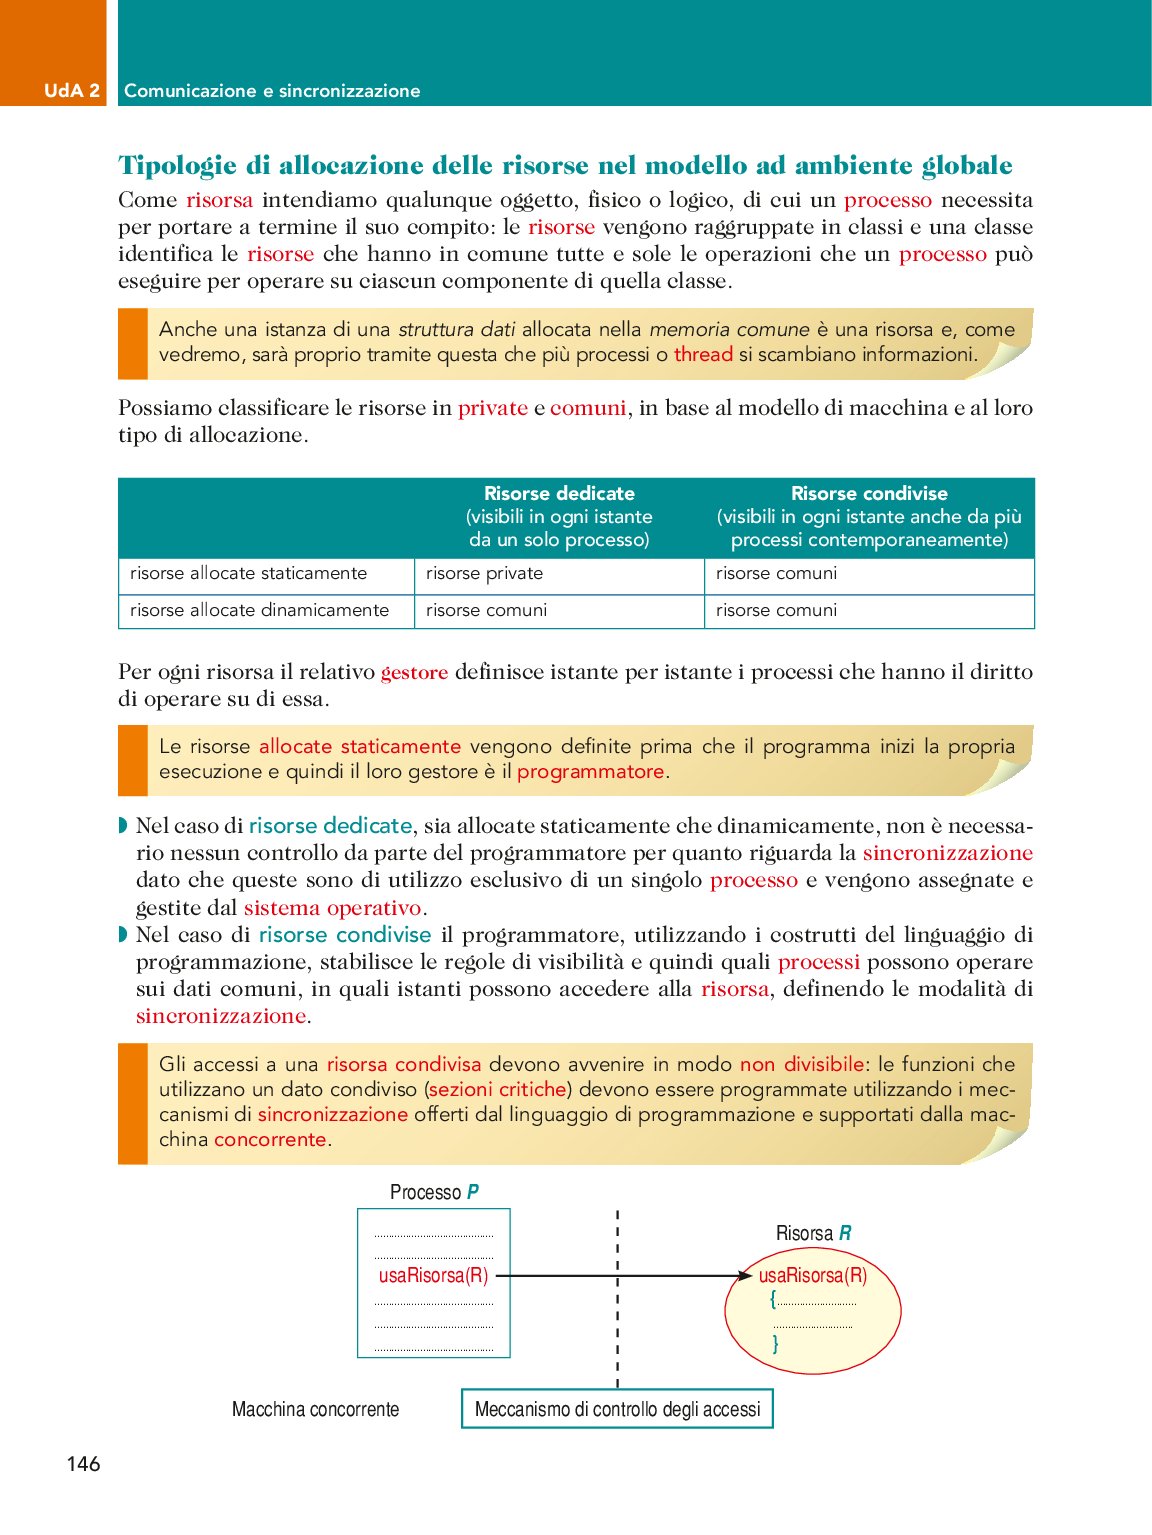 UdA 2 Comunicazione e sincronizzazione
Tipologie di allocazione delle risorse nel modello ad ambiente globale
Come risorsa intendiamo qualunque oggetto, fisico o logico, di cui un processo necessita
per portare a termine il suo compito: le risorse vengono raggruppate in classi e una classe
identifica le risorse che hanno in comune tutte e sole le operazioni che un processo può
eseguire per operare su ciascun componente di quella classe.
Anche una istanza di una struttura dati allocata nella memoria comune è una risorsa e, come
vedremo, sarà proprio tramite questa che più processi o thread si scambiano informazioni.
Possiamo classificare le risorse in private e comuni, in base al modello di macchina e al loro
tipo di allocazione.
Risorse dedicate
(visibili in ogni istante
da un solo processo)
Risorse condivise
(visibili in ogni istante anche da più
processi contemporaneamente)
risorse allocate staticamente risorse private risorse comuni
risorse allocate dinamicamente risorse comuni risorse comuni
Per ogni risorsa il relativo gestore definisce istante per istante i processi che hanno il diritto
di operare su di essa.
Le risorse allocate staticamente vengono definite prima che il programma inizi la propria
esecuzione e quindi il loro gestore è il programmatore.
◗ Nel caso di risorse dedicate, sia allocate staticamente che dinamicamente, non è necessa-
rio nessun controllo da parte del programmatore per quanto riguarda la sincronizzazione
dato che queste sono di utilizzo esclusivo di un singolo processo e vengono assegnate e
gestite dal sistema operativo.
◗ Nel caso di risorse condivise il programmatore, utilizzando i costrutti del linguaggio di
programmazione, stabilisce le regole di visibilità e quindi quali processi possono operare
sui dati comuni, in quali istanti possono accedere alla risorsa, definendo le modalità di
sincronizzazione.
Gli accessi a una risorsa condivisa devono avvenire in modo non divisibile: le funzioni che
utilizzano un dato condiviso (sezioni critiche) devono essere programmate utilizzando i mec-
canismi di sincronizzazione offerti dal linguaggio di programmazione e supportati dalla mac-
china concorrente.
Processo P
........................................
........................................
usaRisorsa(R)
........................................
........................................
........................................
Risorsa R
usaRisorsa(R)
{..........................
..........................
}
Macchina concorrente
Meccanismo di controllo degli accessi
146